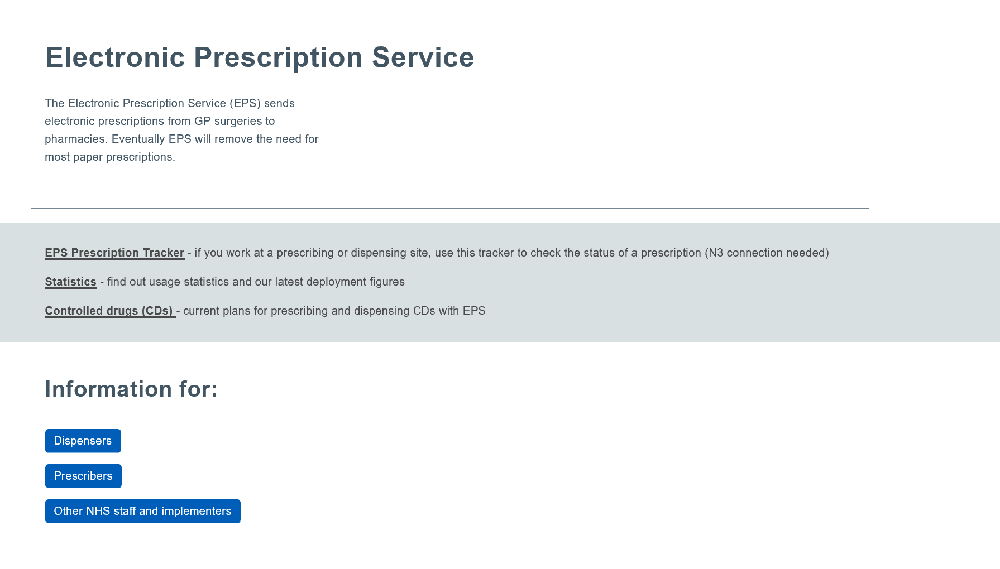 Electronic Prescription Service
The Electronic Prescription Service (EPS) sends
electronic prescriptions from GP surgeries to
pharmacies. Eventually EPS will remove the need for
most paper prescriptions.
EPS Prescription Tracker - if you work at a prescribing or dispensing site, use this tracker to check the status of a prescription (N3 connection needed)
Statistics - find out usage statistics and our latest deployment figures
Controlled drugs (CDs) - current plans for prescribing and dispensing CDs with EPS
Information for:
Dispensers
Prescribers
Other NHS staff and implementers